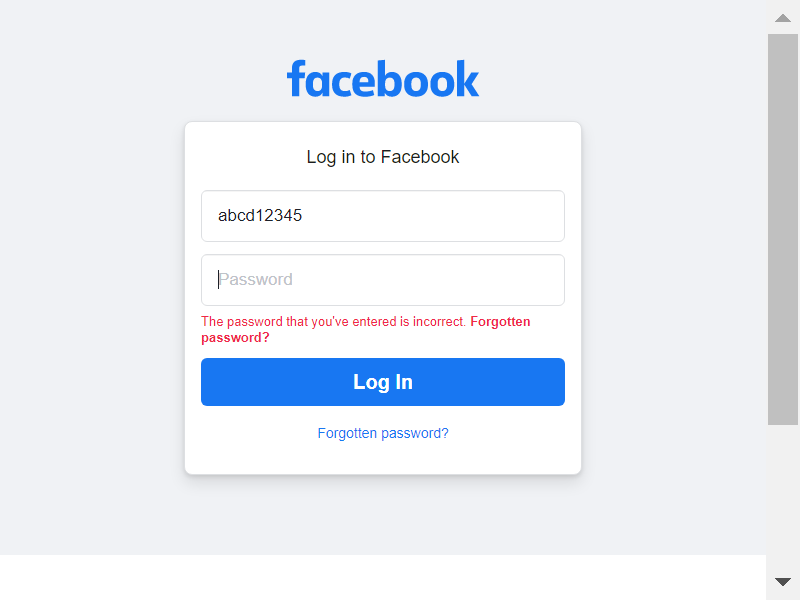 facebook
Log in to Facebook
abcd12345
Password
The password that you've entered is incorrect. Forgotten
password?
Log In
Forgotten password?